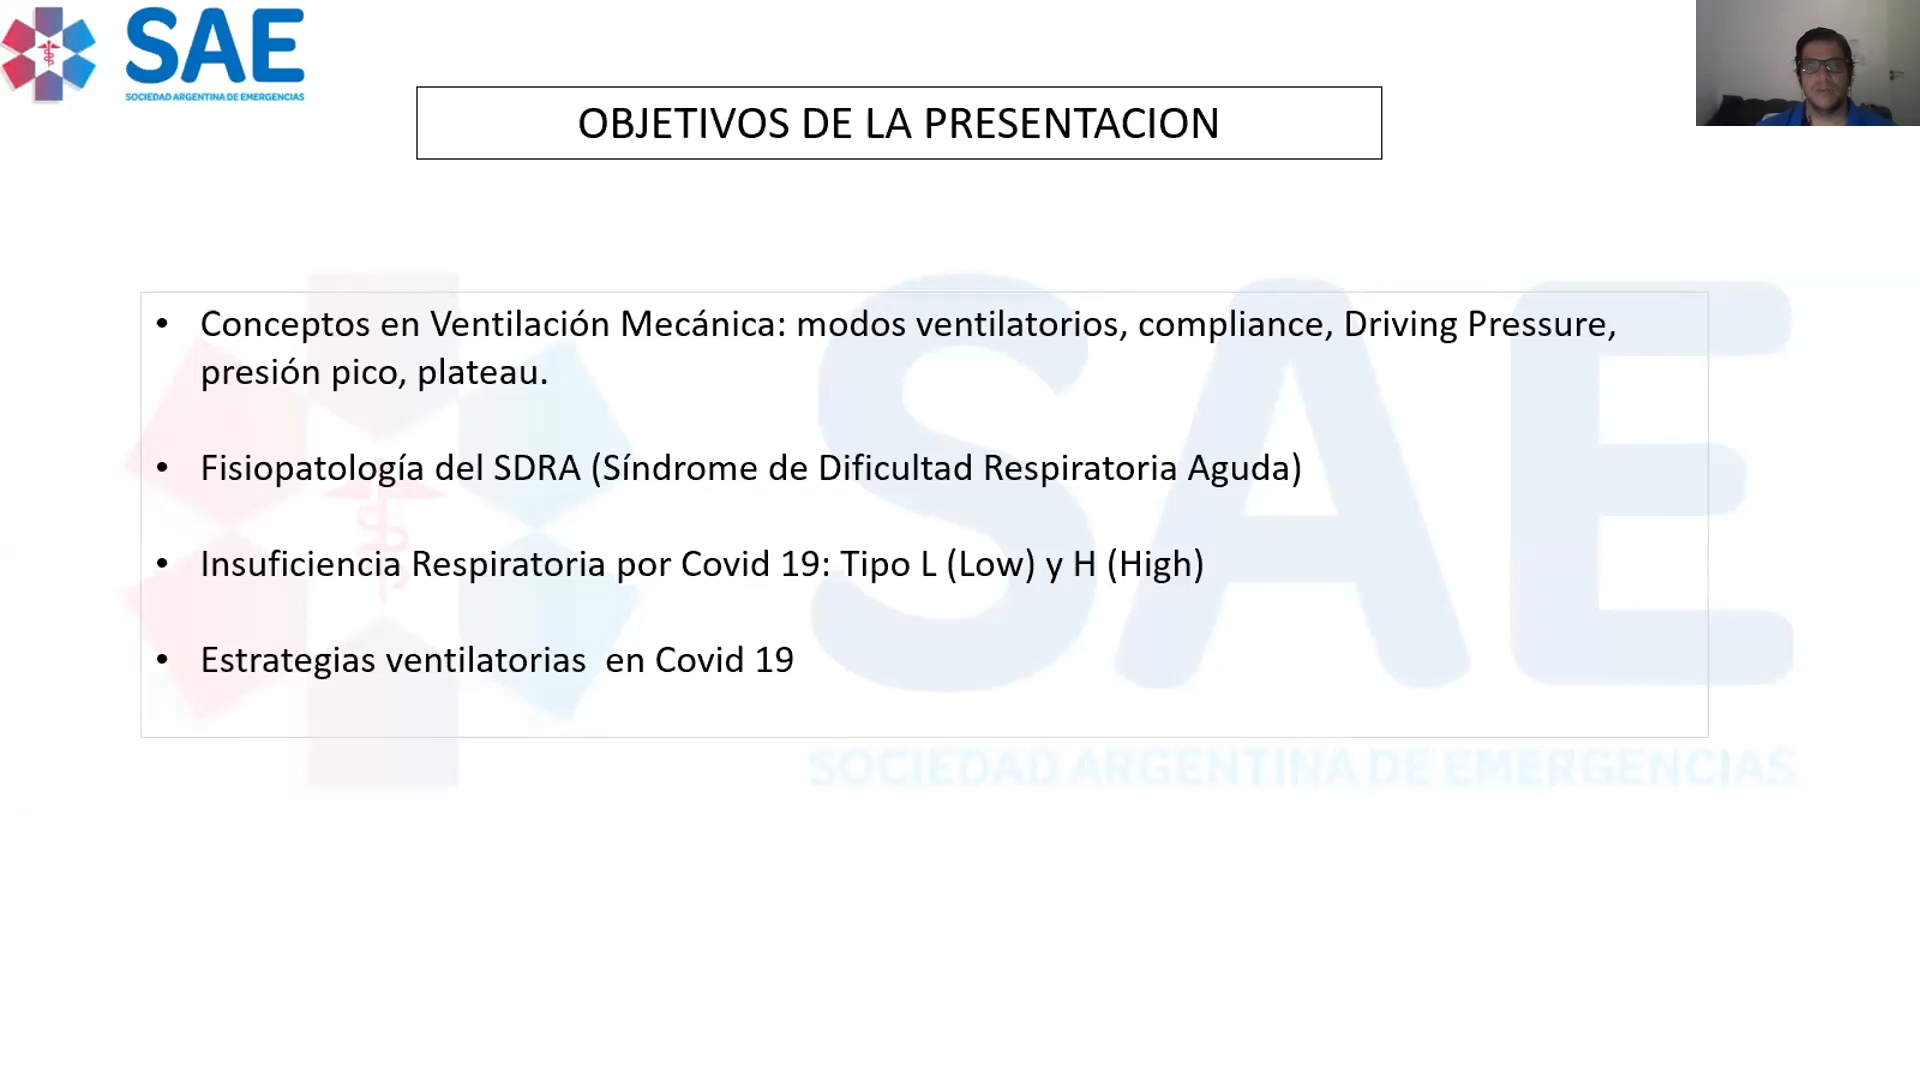 SAE
SOCIEDAD ARGENTINA DE EMERGENCIAS
OBJETIVOS DE LA PRESENTACION
• Conceptos en Ventilación Mecánica: modos ventilatorios, compliance, Driving Pressure,
presión pico, plateau.
• Fisiopatología del SDRA (Síndrome de Dificultad Respiratoria Aguda)
• Insuficiencia Respiratoria por Covid 19: Tipo L (Low) y H (High)
• Estrategias ventilatorias  en Covid 19
SAE
SOCIEDAD ARGENTINA DE EMERGENCIAS